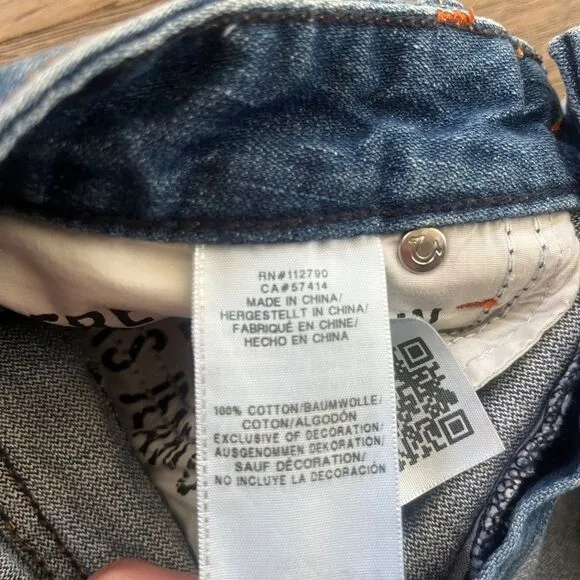 RN#112790
CA#57414
MADE IN CHINA/
HERGESTELLT IN CHINA/
FABRIQUÉ EN CHINE/
HECHO EN CHINA
100% COTTON/BAUMWOLLE/
COTON/ALGODÓN
EXCLUSIVE OF DECORATION/
AUSGENOMMEN DEKORATION/
SAUF DÉCORATION/
NO INCLUYE LA DECORACIÓN